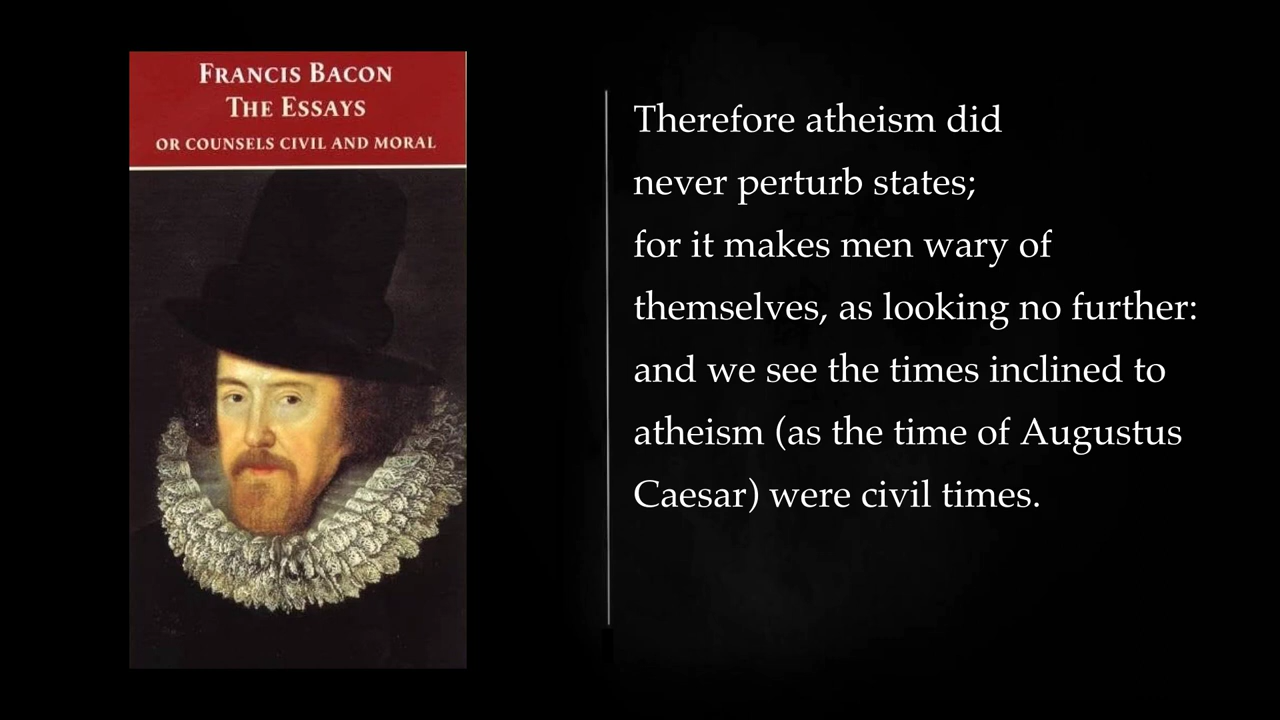 FRANCIS BACON
THE ESSAYS
OR COUNSELS CIVIL AND MORAL
Therefore atheism did
never perturb states;
for it makes men wary of
themselves, as looking no further:
and we see the times inclined to
atheism (as the time of Augustus
Caesar) were civil times.